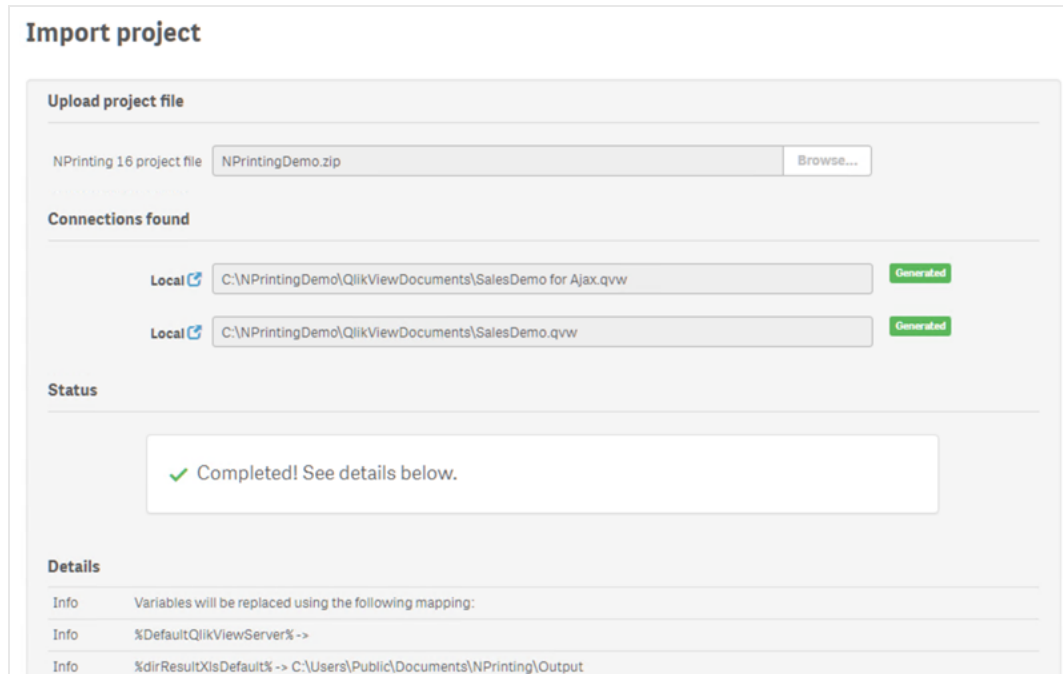 Import project
Upload project file
NPrinting 16 project file NPrintingDemo.zip Browse...
Connections found
Local C:\NPrintingDemo\QlikViewDocuments\SalesDemo for Ajax.qvw Generated
Local C:\NPrintingDemo\QlikViewDocuments\SalesDemo.qvw Generated
Status
Completed! See details below.
Details
Info Variables will be replaced using the following mapping:
Info %DefaultQlikViewServer% ->
Info %dirResultXlsDefault% -> C:\Users\Public\Documents\NPrinting\Output